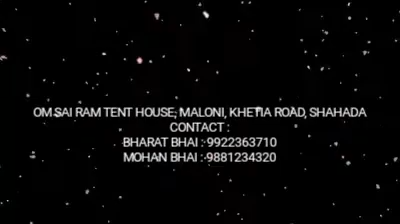 OM SAI RAM TENT HOUSE, MALONI, KHETIA ROAD, SHAHADA
CONTACT :
BHARAT BHAI : 9922363710
MOHAN BHAI : 9881234320